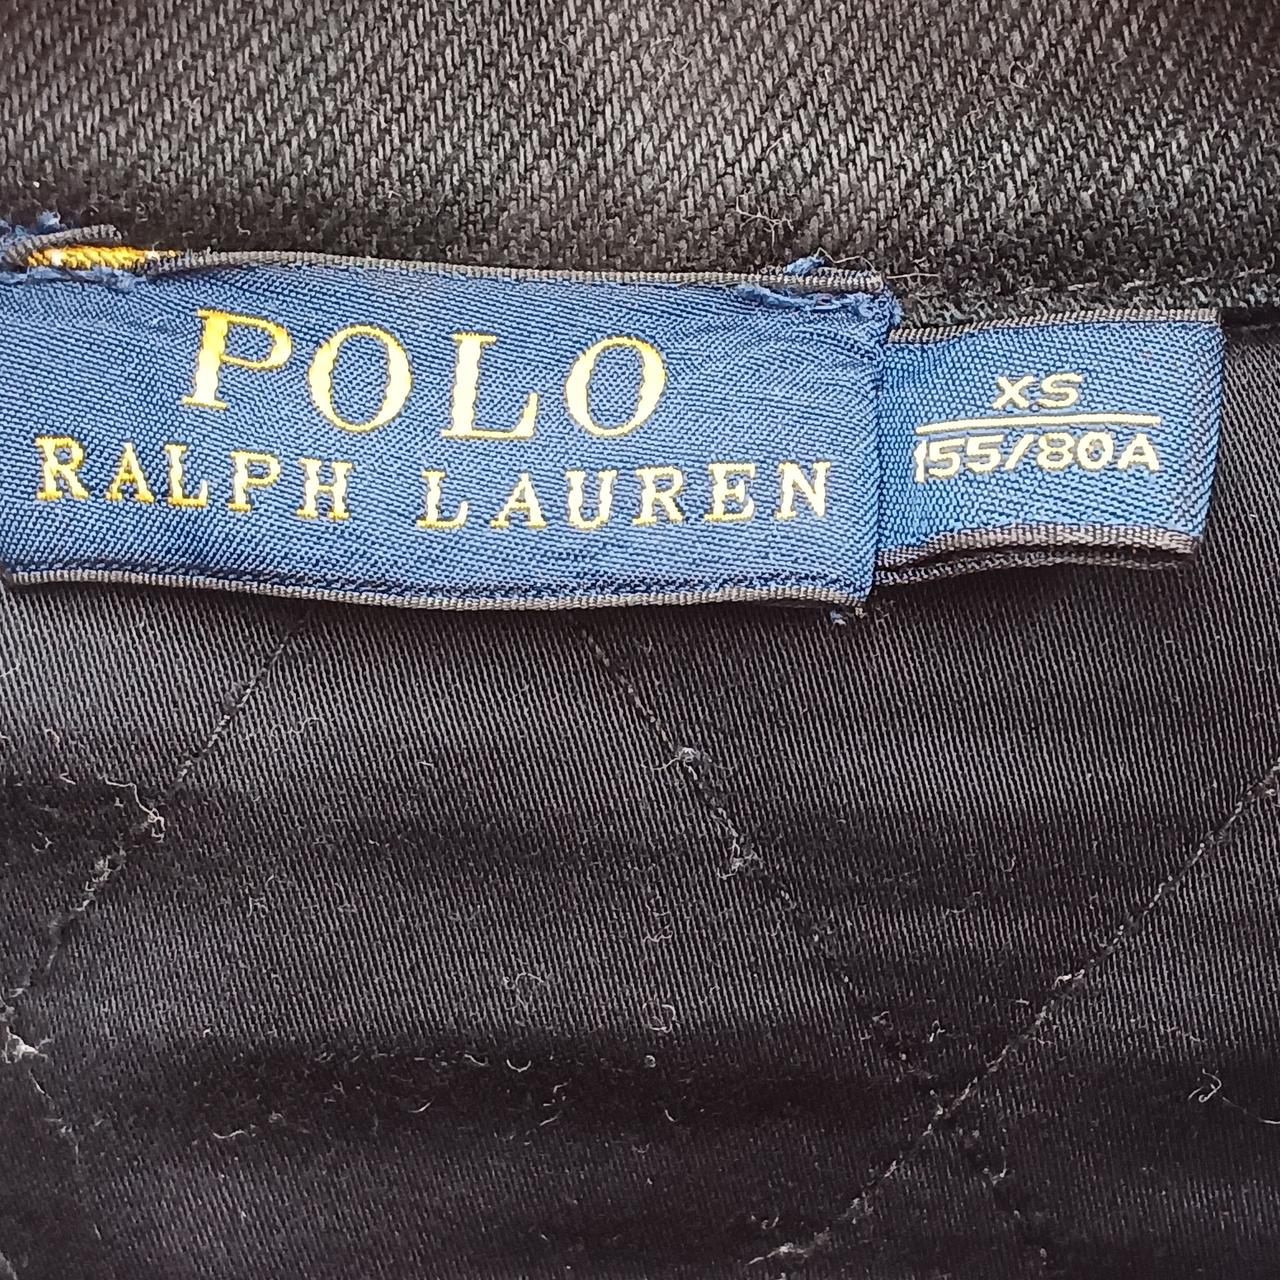 POLO
RALPH LAUREN
XS
155/80A